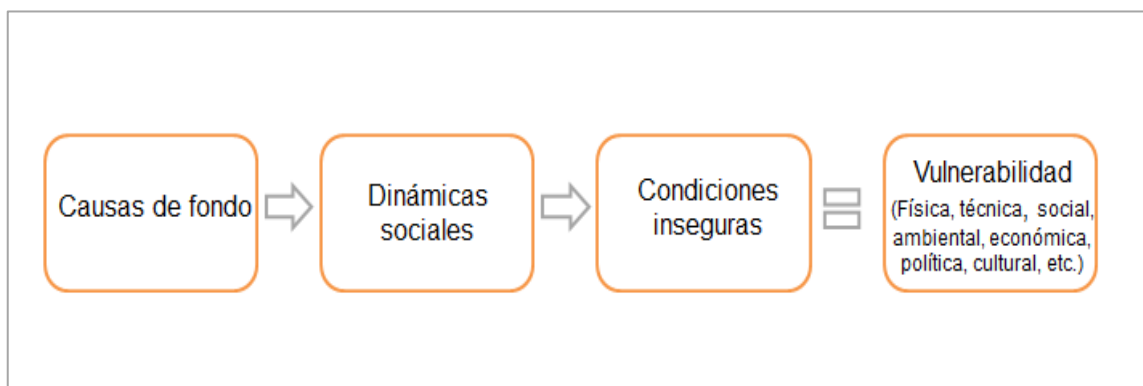 Causas de fondo
Dinámicas
sociales
Condiciones
inseguras
Vulnerabilidad
(Física, técnica, social,
ambiental, económica,
política, cultural, etc.)